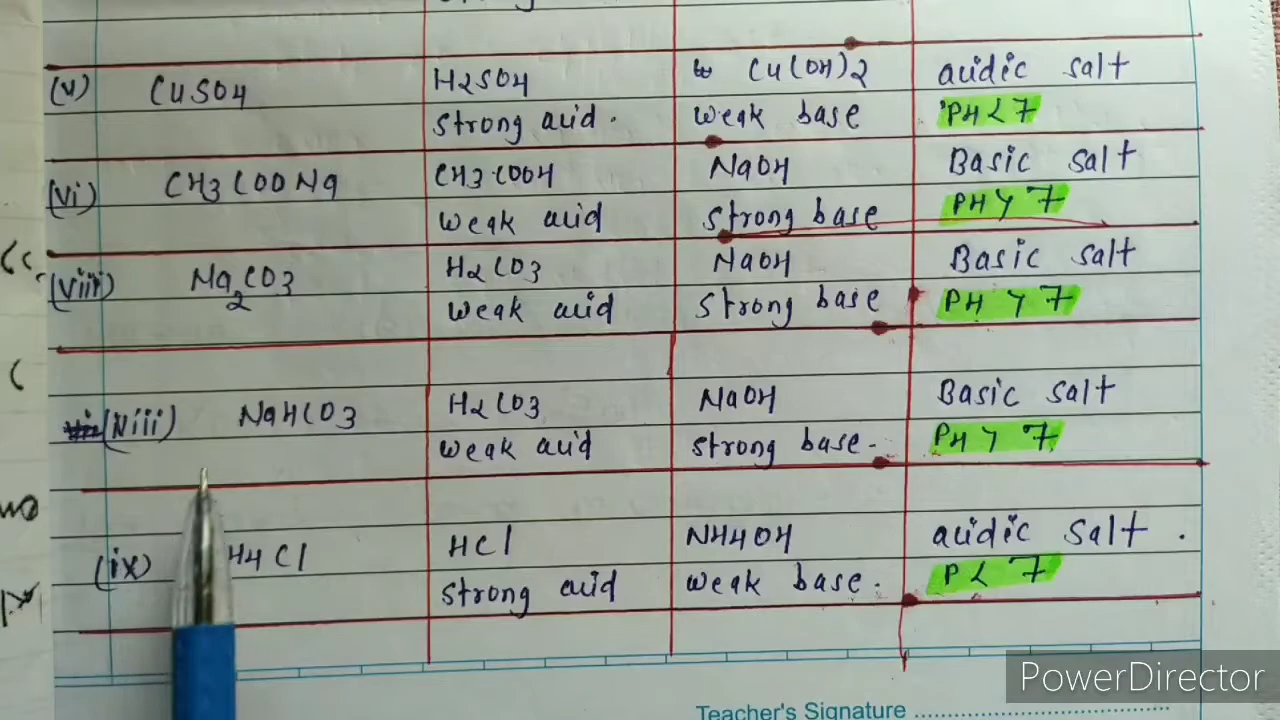 (v) CuSO4 H2SO4 Cu(OH)2 acidic salt
strong acid. weak base PH<7
(vi) CH3COONa CH3COOH NaOH Basic salt
weak acid strong base PH>7
(viii) Na2CO3 H2CO3 NaOH Basic salt
weak acid strong base PH>7
(viii) NaHCO3 H2CO3 NaOH Basic salt
weak acid strong base. PH>7
(ix) H4Cl HCl NH4OH acidic salt.
strong acid weak base. P<7
PowerDirector
Teacher's Signature